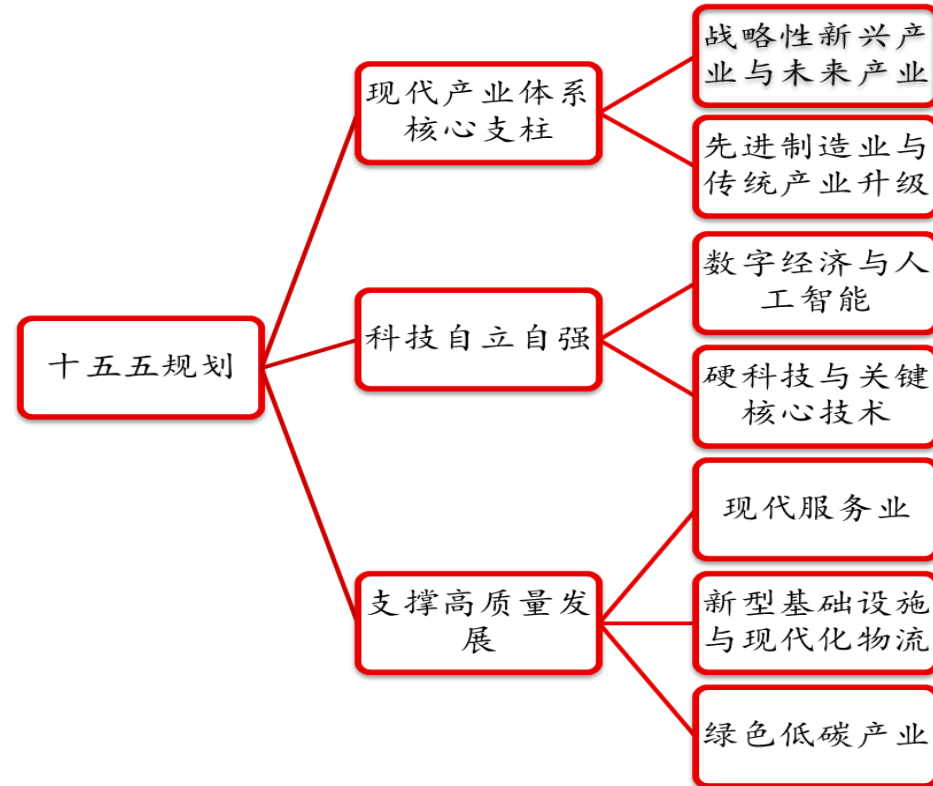 十五五规划
现代产业体系
核心支柱
战略性新兴产
业与未来产业
先进制造业与
传统产业升级
科技自立自强
数字经济与人
工智能
硬科技与关键
核心技术
支撑高质量发
展
现代服务业
新型基础设施
与现代化物流
绿色低碳产业